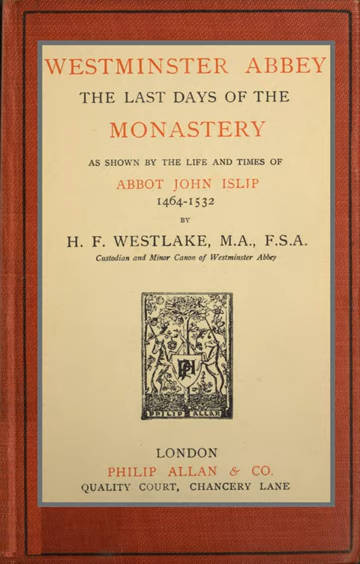 WESTMINSTER ABBEY
THE LAST DAYS OF THE
MONASTERY
AS SHOWN BY THE LIFE AND TIMES OF
ABBOT JOHN ISLIP
1464-1532
BY
H. F. WESTLAKE, M.A., F.S.A.
Custodian and Minor Canon of Westminster Abbey
PA
PHILIP ALLAN
LONDON
PHILIP ALLAN & CO.
QUALITY COURT, CHANCERY LANE